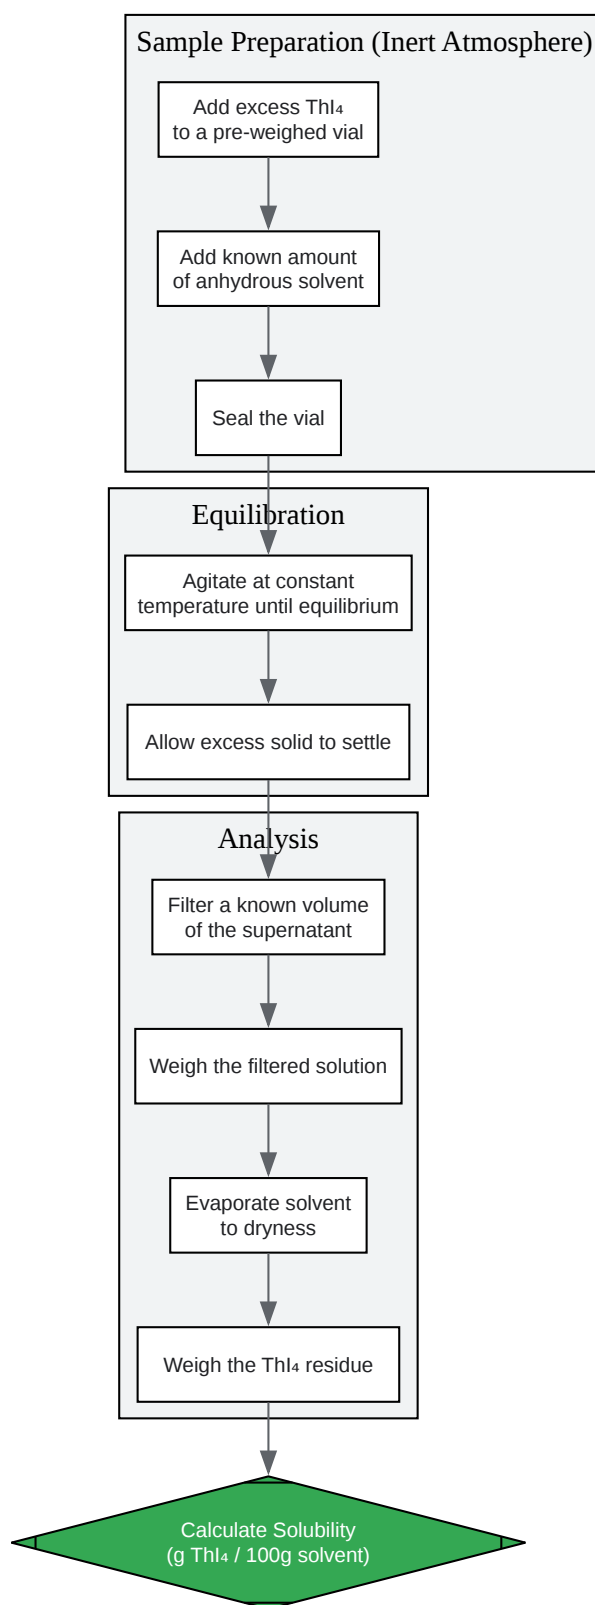 Sample Preparation (Inert Atmosphere)
Add excess ThI₄
to a pre-weighed vial
Add known amount
of anhydrous solvent
Seal the vial
Equilibration
Agitate at constant
temperature until equilibrium
Allow excess solid to settle
Analysis
Filter a known volume
of the supernatant
Weigh the filtered solution
Evaporate solvent
to dryness
Weigh the ThI₄ residue
Calculate Solubility
(g ThI₄ / 100g solvent)